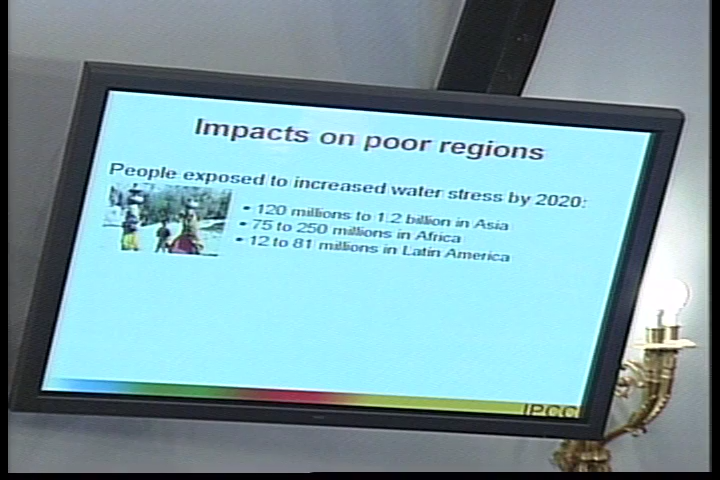 Impacts on poor regions
People exposed to increased water stress by 2020:
• 120 millions to 1.2 billion in Asia
• 75 to 250 millions in Africa
• 12 to 81 millions in Latin America
IPCC